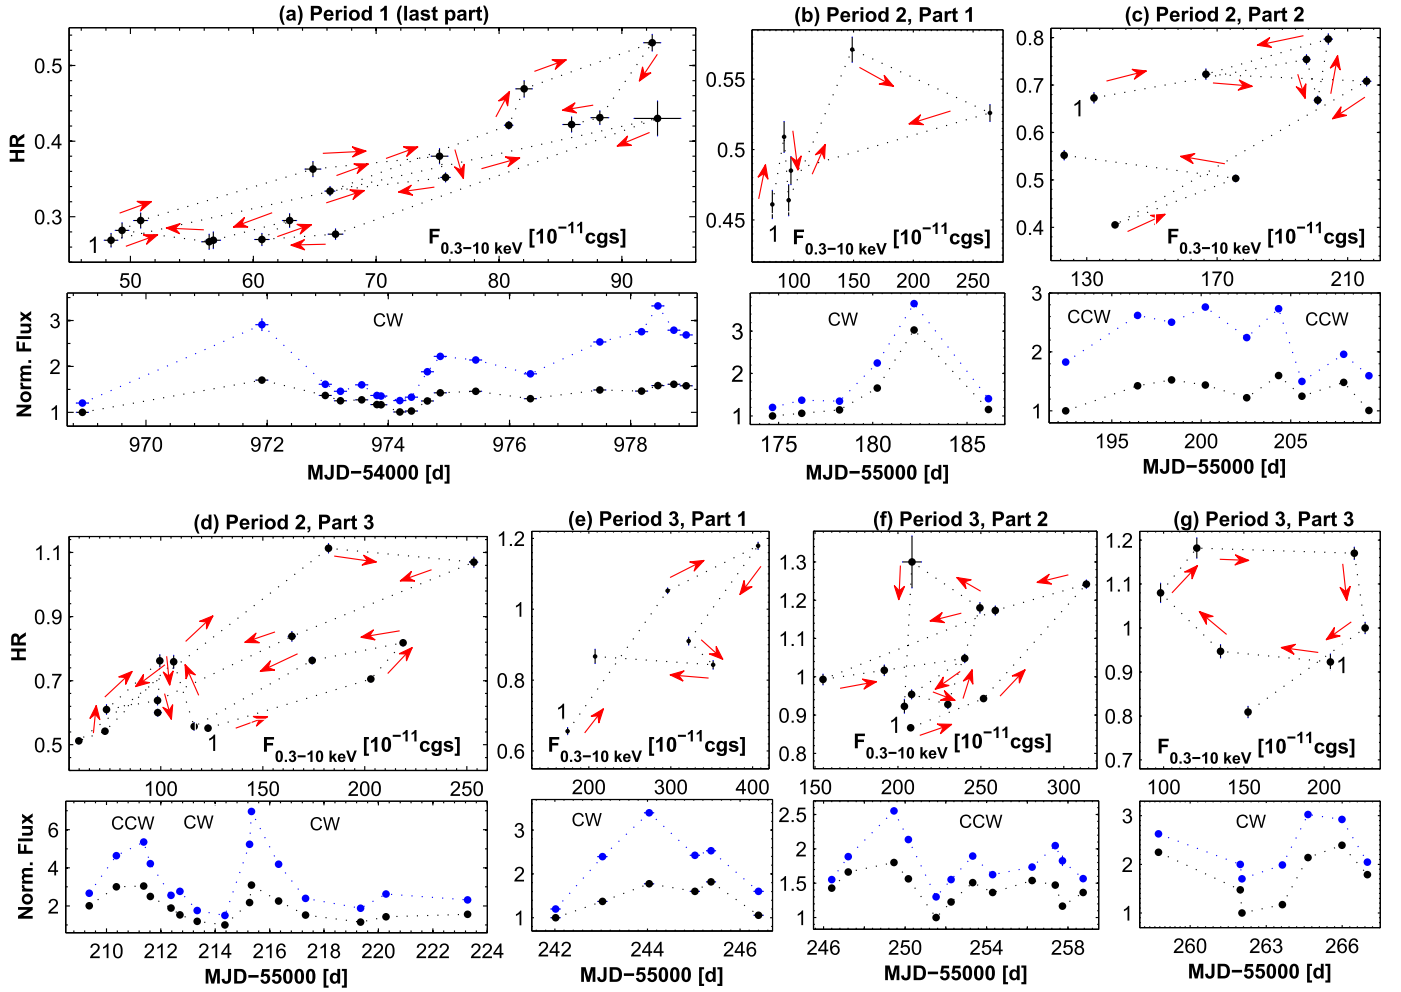 (a) Period 1 (last part)
HR
0.5
0.4
0.3
1
F0.3−10 keV [10−11cgs]
50 60 70 80 90
Norm. Flux
3
2
1
CW
970 972 974 976 978
MJD−54000 [d]
(b) Period 2, Part 1
0.55
0.5
0.45
1
F0.3−10 keV [10−11cgs]
100 150 200 250
3
2
1
CW
175 180 185
MJD−55000 [d]
(c) Period 2, Part 2
0.8
0.7
0.6
0.5
0.4
1
F0.3−10 keV [10−11cgs]
130 170 210
3
2
1
CCW CCW
195 200 205
MJD−55000 [d]
(d) Period 2, Part 3
HR
1.1
0.9
0.7
0.5
1
F0.3−10 keV [10−11cgs]
100 150 200 250
Norm. Flux
6
4
2
CCW CW CW
210 212 214 216 218 220 222 224
MJD−55000 [d]
(e) Period 3, Part 1
1.2
1
0.8
0.6
1
F0.3−10 keV [10−11cgs]
200 300 400
3
2
1
CW
242 244 246
MJD−55000 [d]
(f) Period 3, Part 2
1.3
1.2
1.1
1
0.9
0.8
1
F0.3−10 keV [10−11cgs]
150 200 250 300
2.5
2
1.5
1
CCW
246 250 254 258
MJD−55000 [d]
(g) Period 3, Part 3
1.2
1.1
1
0.9
0.8
0.7
1
F0.3−10 keV [10−11cgs]
100 150 200
3
2
1
CW
260 263 266
MJD−55000 [d]